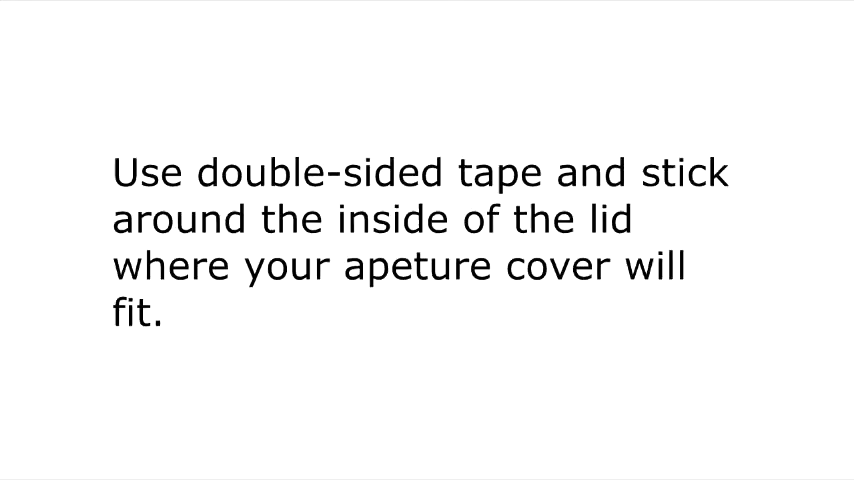 Use double-sided tape and stick
around the inside of the lid
where your apeture cover will
fit.